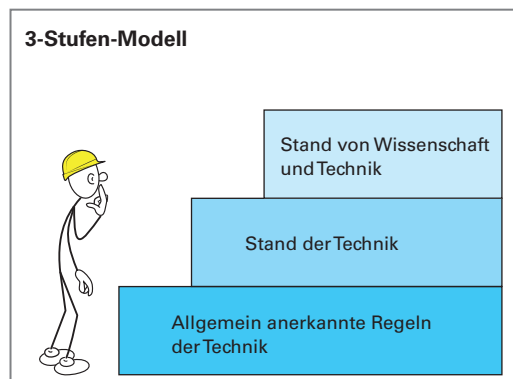 3-Stufen-Modell
Stand von Wissenschaft
und Technik
Stand der Technik
Allgemein anerkannte Regeln
der Technik